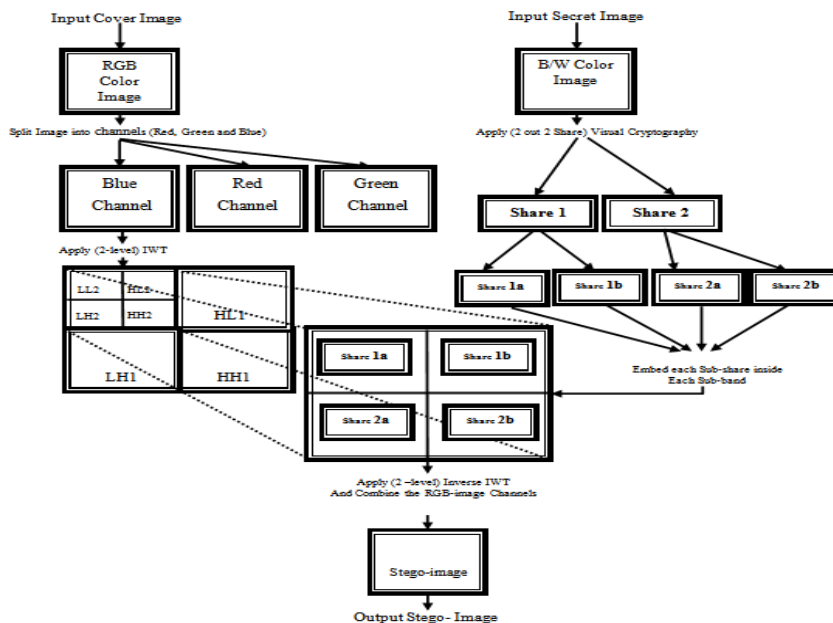 Input Cover Image
RGB
Color
Image
Split Image into channels (Red, Green and Blue)
Blue
Channel
Red
Channel
Green
Channel
Apply (2-level) IWT
LL2
LH2
HH2
HL1
LH1
HH1
Input Secret Image
B/W Color
Image
Apply (2 out 2 Share) Visual Cryptography
Share 1
Share 2
Share 1a
Share 1b
Share 2a
Share 2b
Embed each Sub-share inside
Each Sub-band
Share 1a
Share 1b
Share 2a
Share 2b
Apply (2 –level) Inverse IWT
And Combine the RGB-image Channels
Stego-image
Output Stego- Image